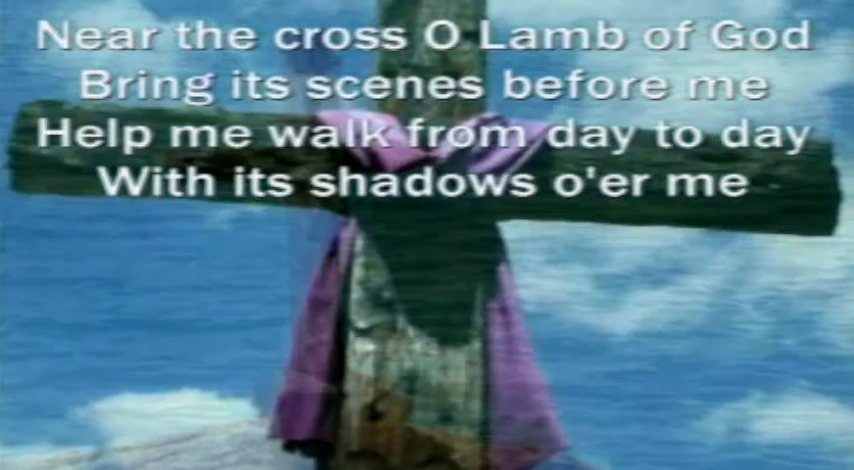 Near the cross O Lamb of God
Bring its scenes before me
Help me walk from day to day
With its shadows o'er me